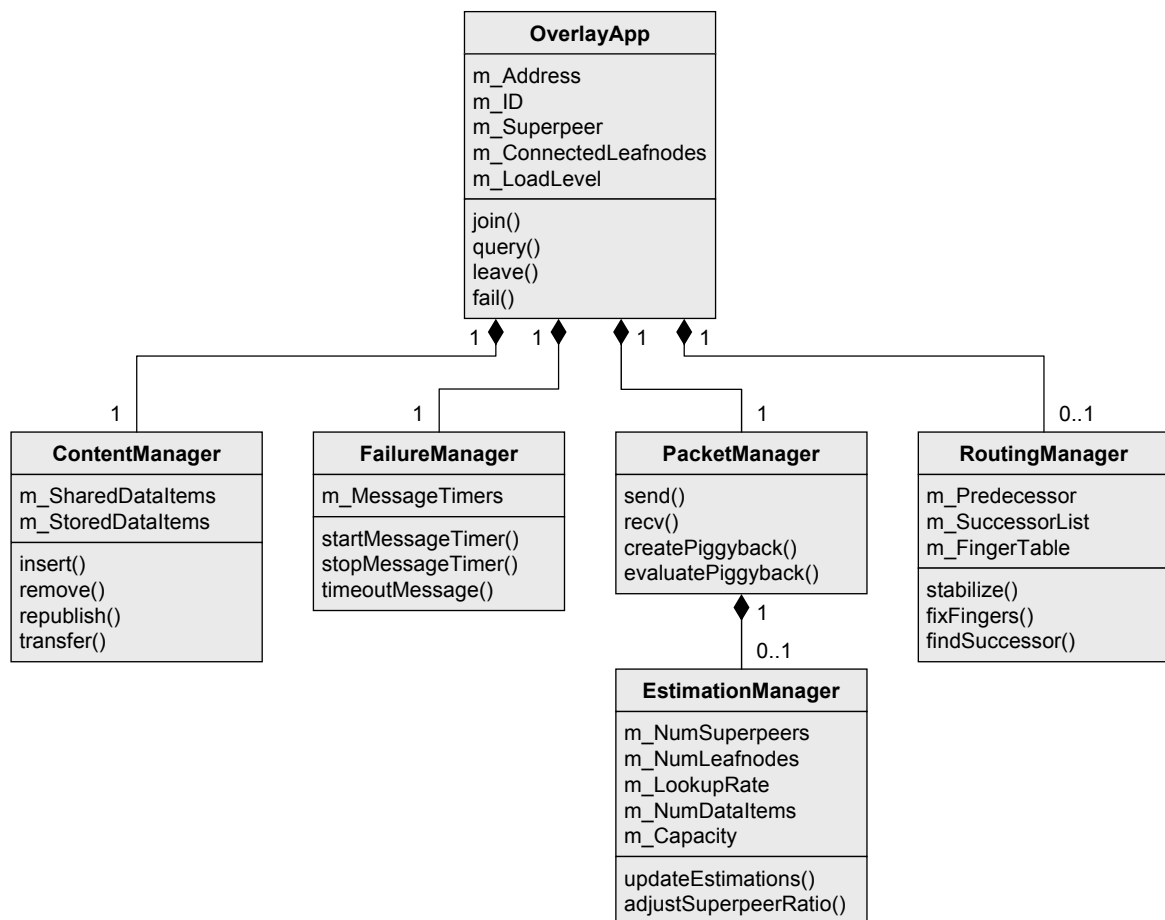 OverlayApp
m_Address
m_ID
m_Superpeer
m_ConnectedLeafnodes
m_LoadLevel
join()
query()
leave()
fail()
1
1
1
1
1
1
1
0..1
ContentManager
m_SharedDataItems
m_StoredDataItems
insert()
remove()
republish()
transfer()
FailureManager
m_MessageTimers
startMessageTimer()
stopMessageTimer()
timeoutMessage()
PacketManager
send()
recv()
createPiggyback()
evaluatePiggyback()
RoutingManager
m_Predecessor
m_SuccessorList
m_FingerTable
stabilize()
fixFingers()
findSuccessor()
1
0..1
EstimationManager
m_NumSuperpeers
m_NumLeafnodes
m_LookupRate
m_NumDataItems
m_Capacity
updateEstimations()
adjustSuperpeerRatio()